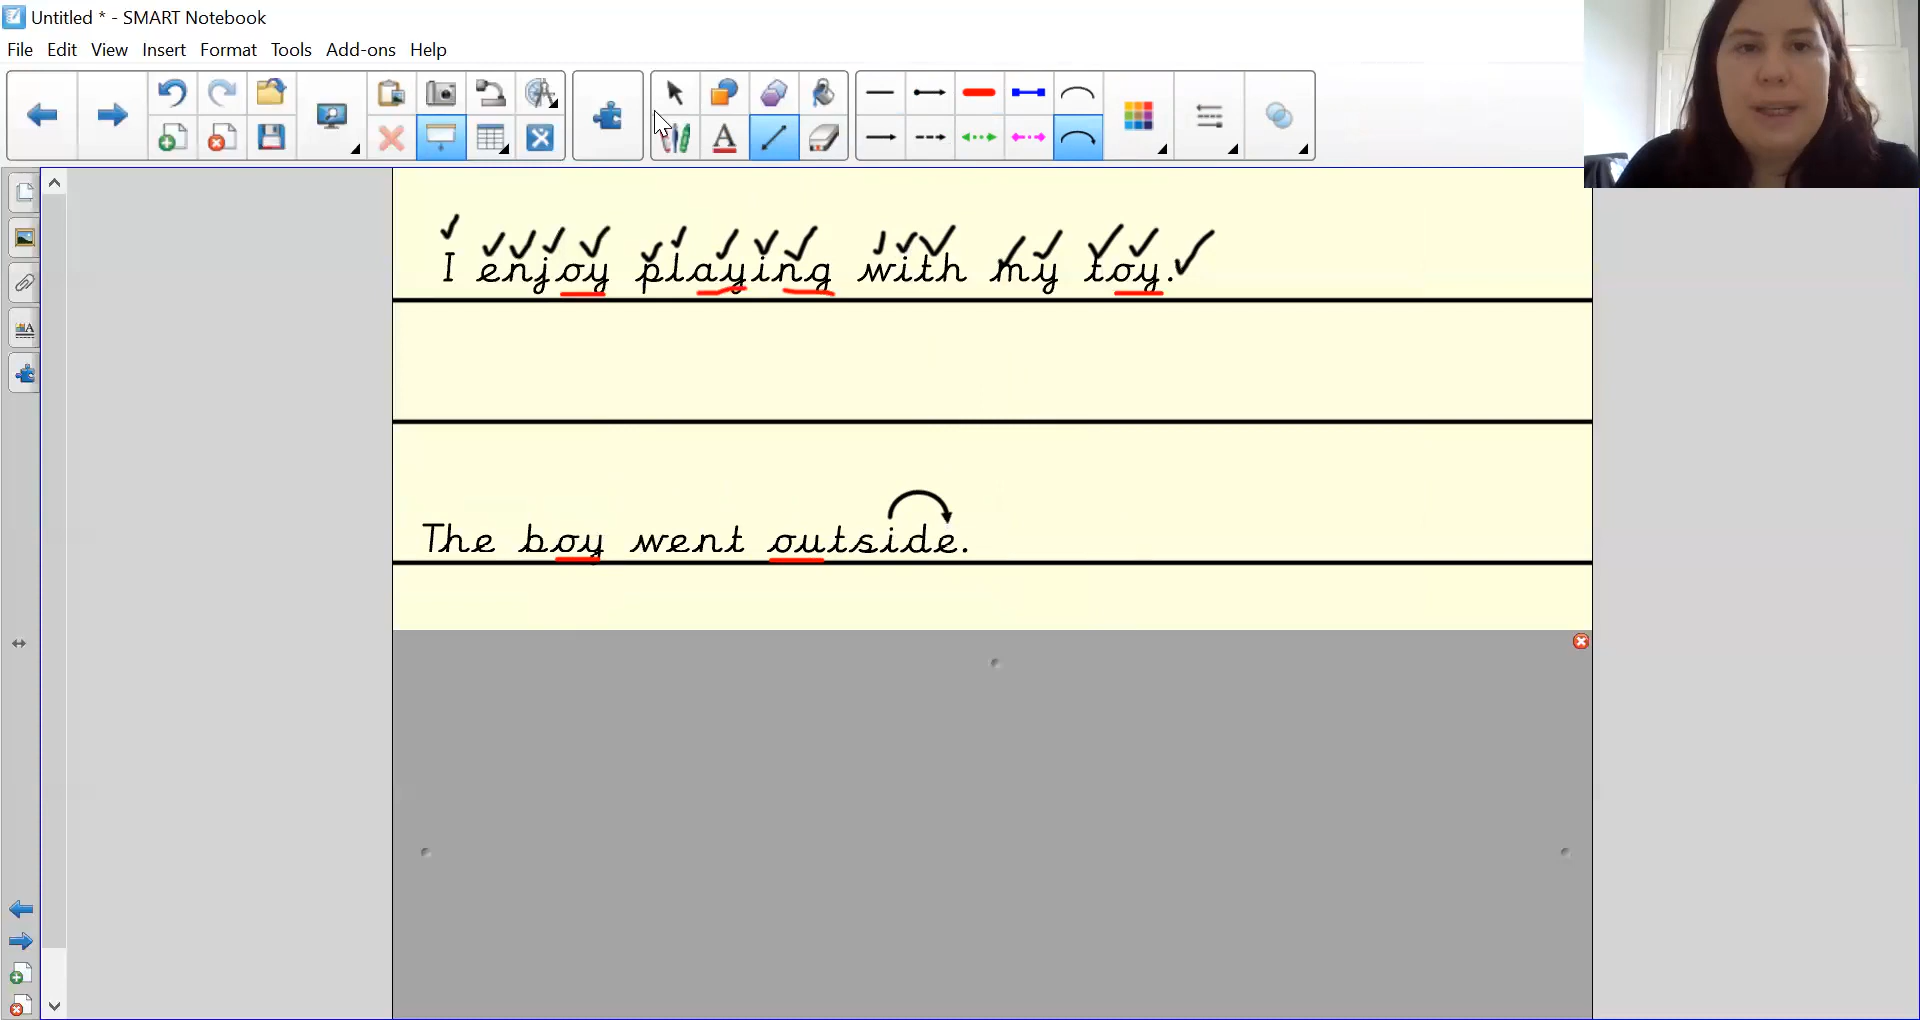 Untitled * - SMART Notebook
File Edit View Insert Format Tools Add-ons Help
I enjoy playing with my toy.
The boy went outside.